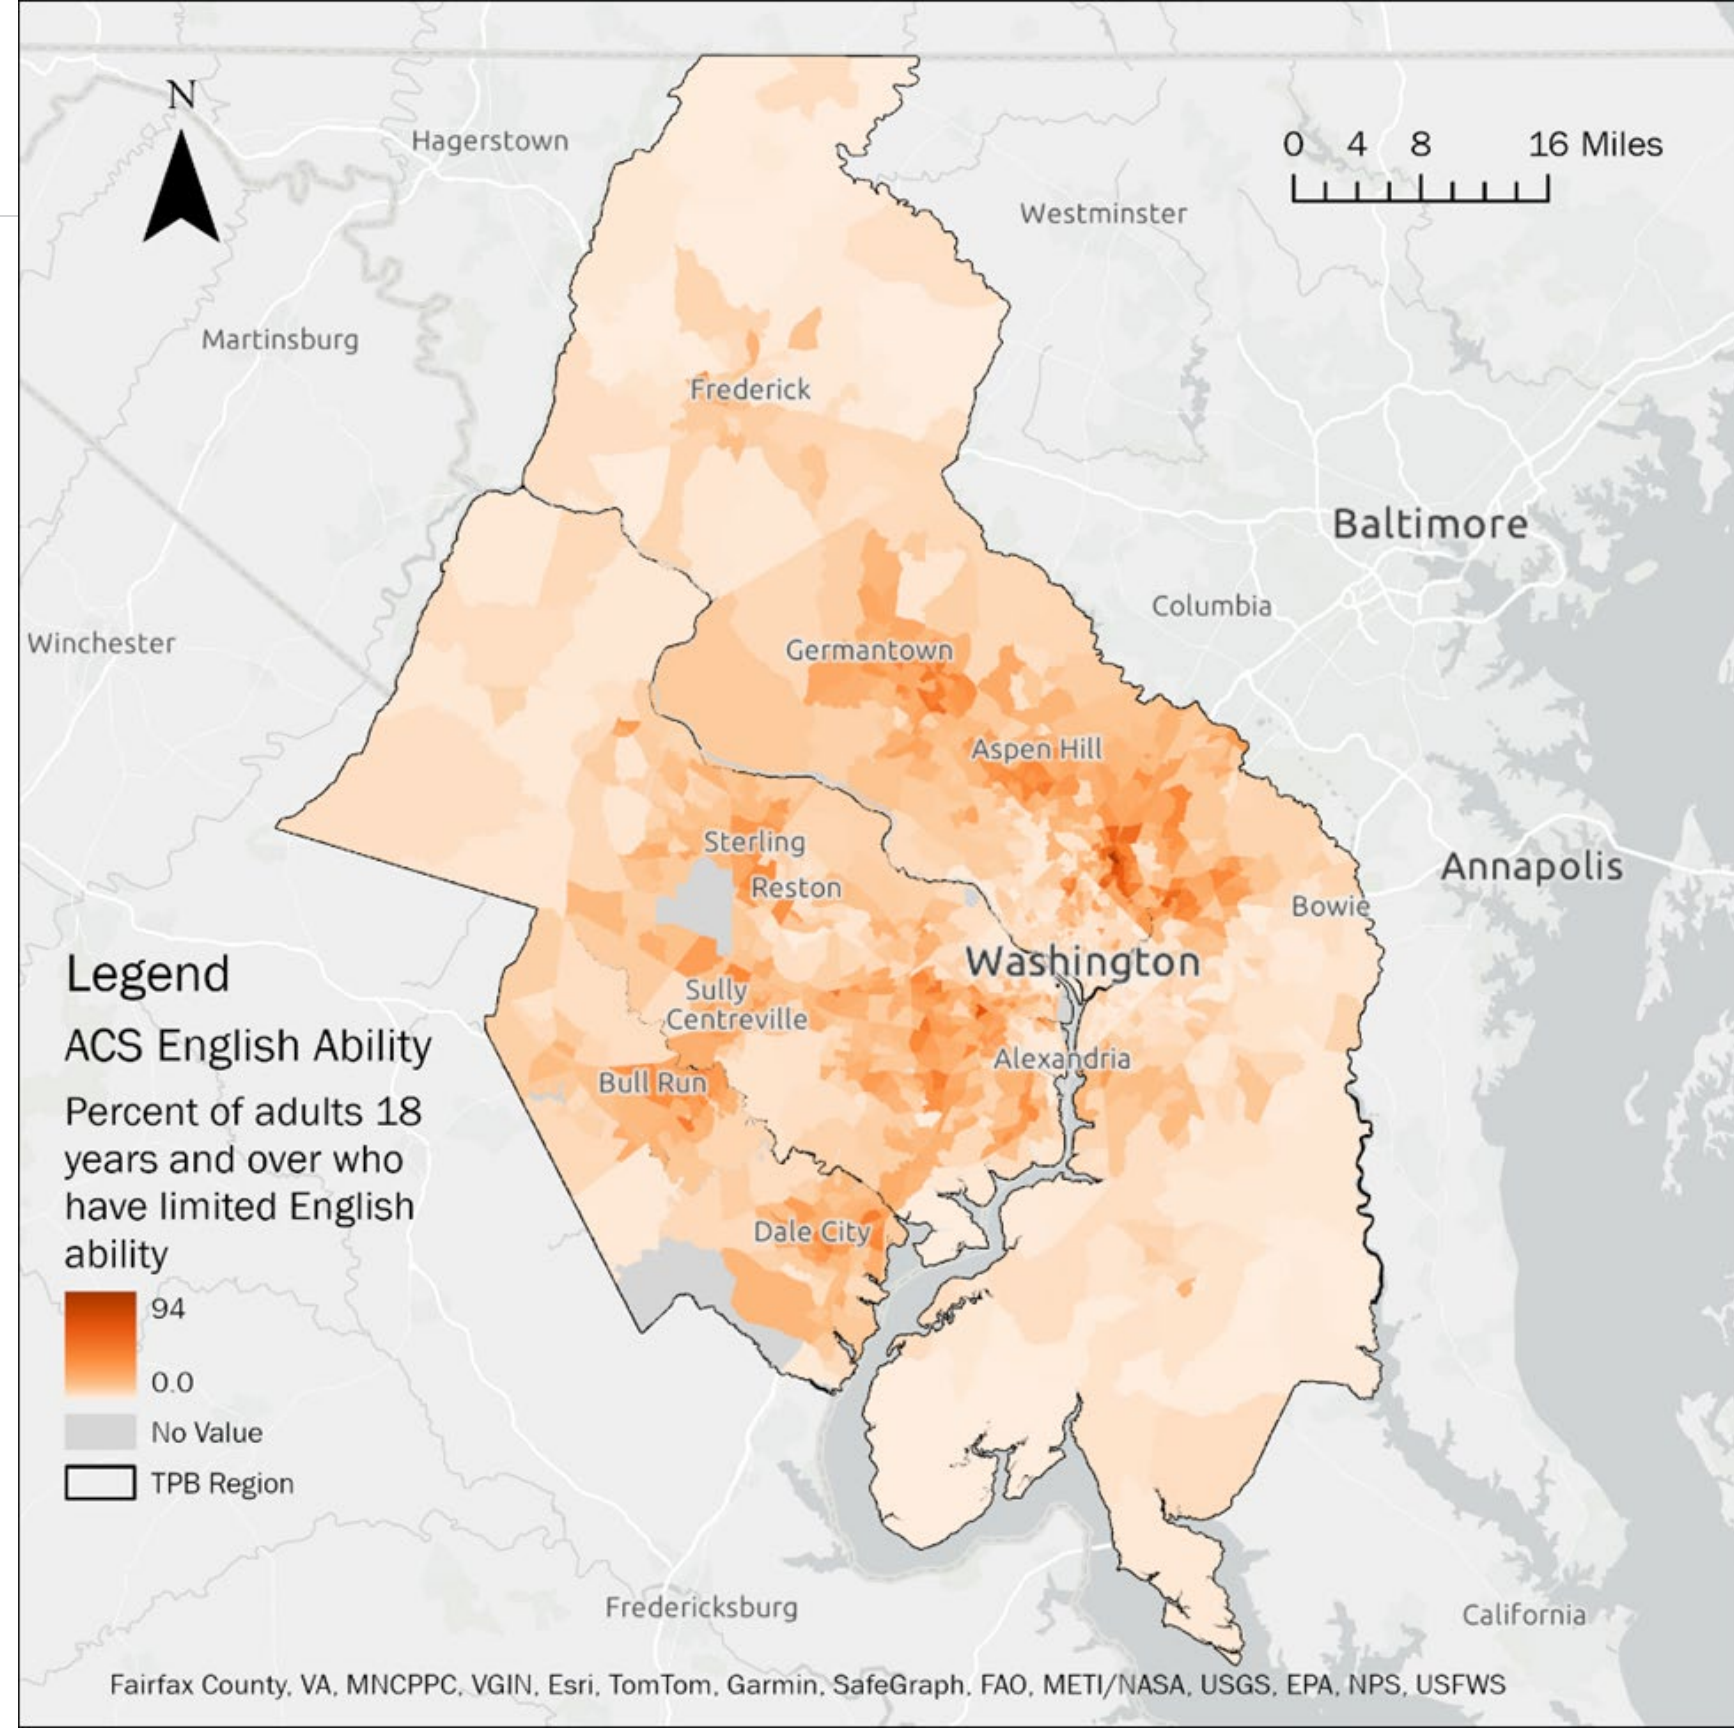 N
Hagerstown
0 4 8 16 Miles
Westminster
Martinsburg
Frederick
Baltimore
Columbia
Winchester
Germantown
Aspen Hill
Sterling
Reston
Annapolis
Bowie
Washington
Sully
Centreville
Alexandria
Bull Run
Dale City
Legend
ACS English Ability
Percent of adults 18
years and over who
have limited English
ability
94
0.0
No Value
TPB Region
Fredericksburg
California
Fairfax County, VA, MNCPPC, VGIN, Esri, TomTom, Garmin, SafeGraph, FAO, METI/NASA, USGS, EPA, NPS, USFWS